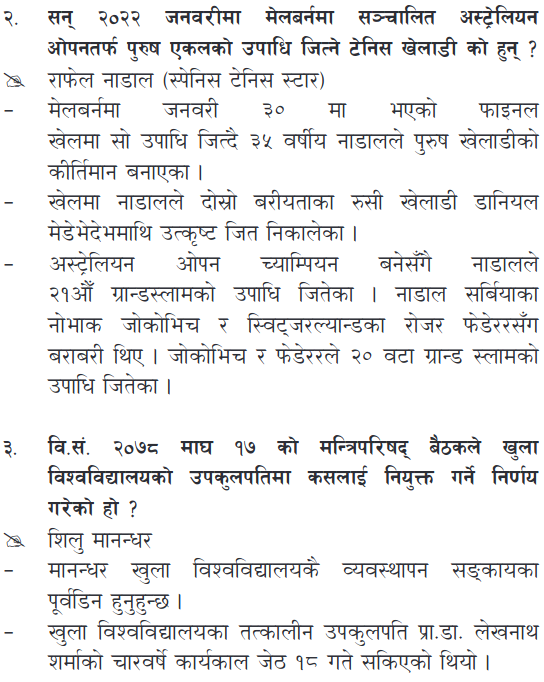 २. सन् २०२२ जनवरीमा मेलबर्नमा सञ्चालित अस्ट्रेलियन
ओपनतर्फ पुरुष एकलको उपाधि जित्ने टेनिस खेलाडी को हुन् ?
राफेल नाडाल (स्पेनिस टेनिस स्टार)
– मेलबर्नमा जनवरी ३० मा भएको फाइनल
खेलमा सो उपाधि जित्दै ३५ वर्षीय नाडालले पुरुष खेलाडीको
कीर्तिमान बनाएका ।
– खेलमा नाडालले दोस्रो बरीयताका रुसी खेलाडी डानियल
मेडेभेदेभमाथि उत्कृष्ट जित निकालेका ।
– अस्ट्रेलियन ओपन च्याम्पियन बनेसँगै नाडालले
२१औँ ग्रान्डस्लामको उपाधि जितेका । नाडाल सर्बियाका
नोभाक जोकोभिच र स्विट्जरल्यान्डका रोजर फेडेररसँग
बराबरी थिए । जोकोभिच र फेडेररले २० वटा ग्रान्ड स्लामको
उपाधि जितेका ।
३. वि.सं. २०७८ माघ १७ को मन्त्रिपरिषद् बैठकले खुला
विश्वविद्यालयको उपकुलपतिमा कसलाई नियुक्त गर्ने निर्णय
गरेको हो ?
शिलु मानन्धर
– मानन्धर खुला विश्वविद्यालयकै व्यवस्थापन सङ्कायका
पूर्वडिन हुनुहुन्छ ।
– खुला विश्वविद्यालयका तत्कालीन उपकुलपति प्रा.डा. लेखनाथ
शर्माको चारवर्षे कार्यकाल जेठ १८ गते सकिएको थियो ।